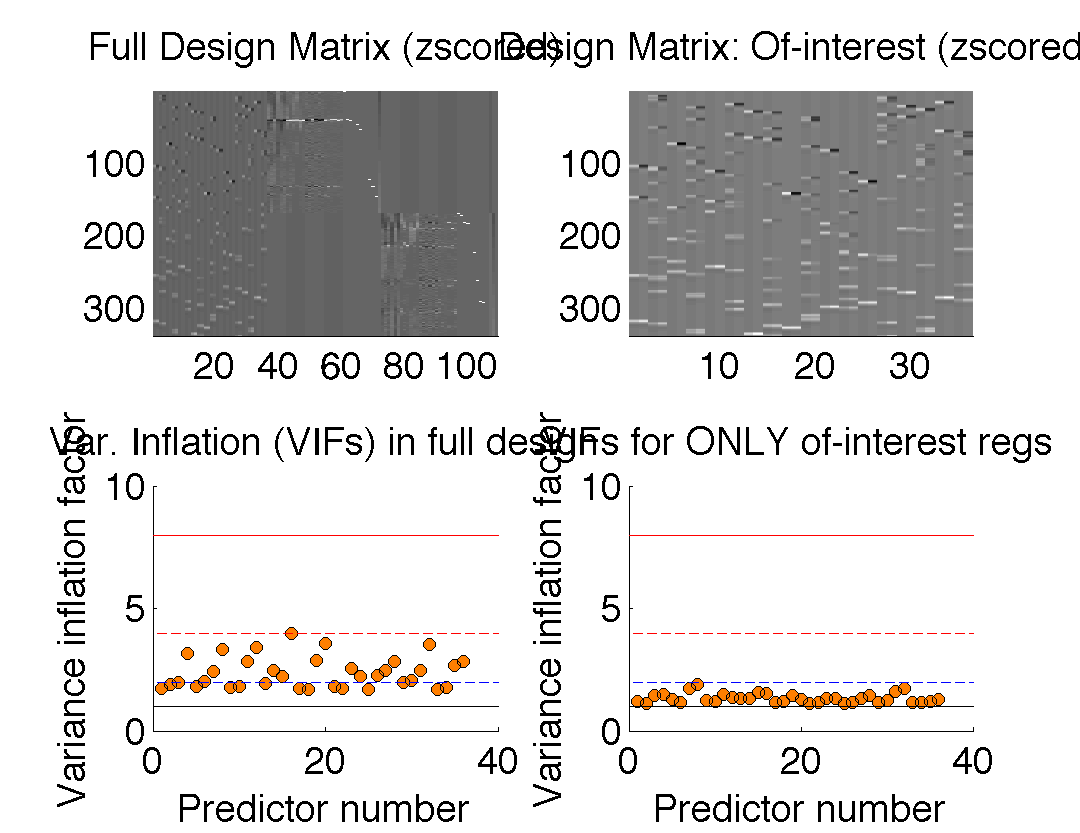 Full Design Matrix (zscored)
Design Matrix: Of-interest (zscored
100
200
300
20 40 60 80 100
100
200
300
10 20 30
Var. Inflation (VIFs) in full design
VIFs for ONLY of-interest regs
Variance inflation factor
10
5
0
0 20 40
Predictor number
Variance inflation factor
10
5
0
0 20 40
Predictor number